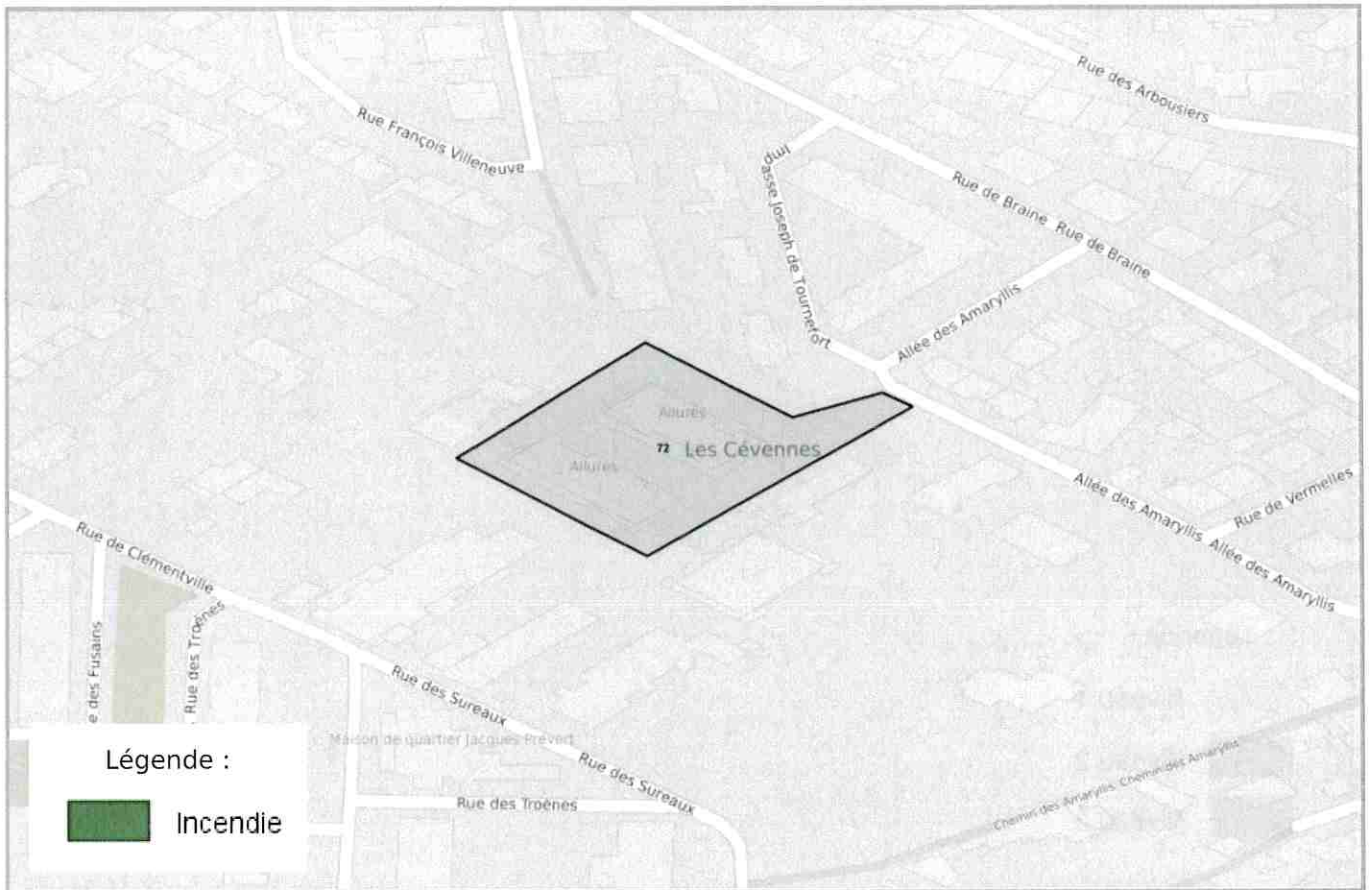 Rue des Arbousiers
Rue François Villeneuve
Impasse Joseph de Tournefort
Rue de Braine
Rue de Braine
Allée des Amaryllis
Allures
Les Cévennes
Allures
Allée des Amaryllis
Rue de Vermelles
Allée des Amaryllis
Rue de Clémentville
e des Fusains
Rue des Troènes
Rue des Sureaux
Maison de quartier Jacques Prévert
Rue des Sureaux
Chemin des Amaryllis
Chemin des Amaryllis
Rue des Troènes
Légende :
Incendie